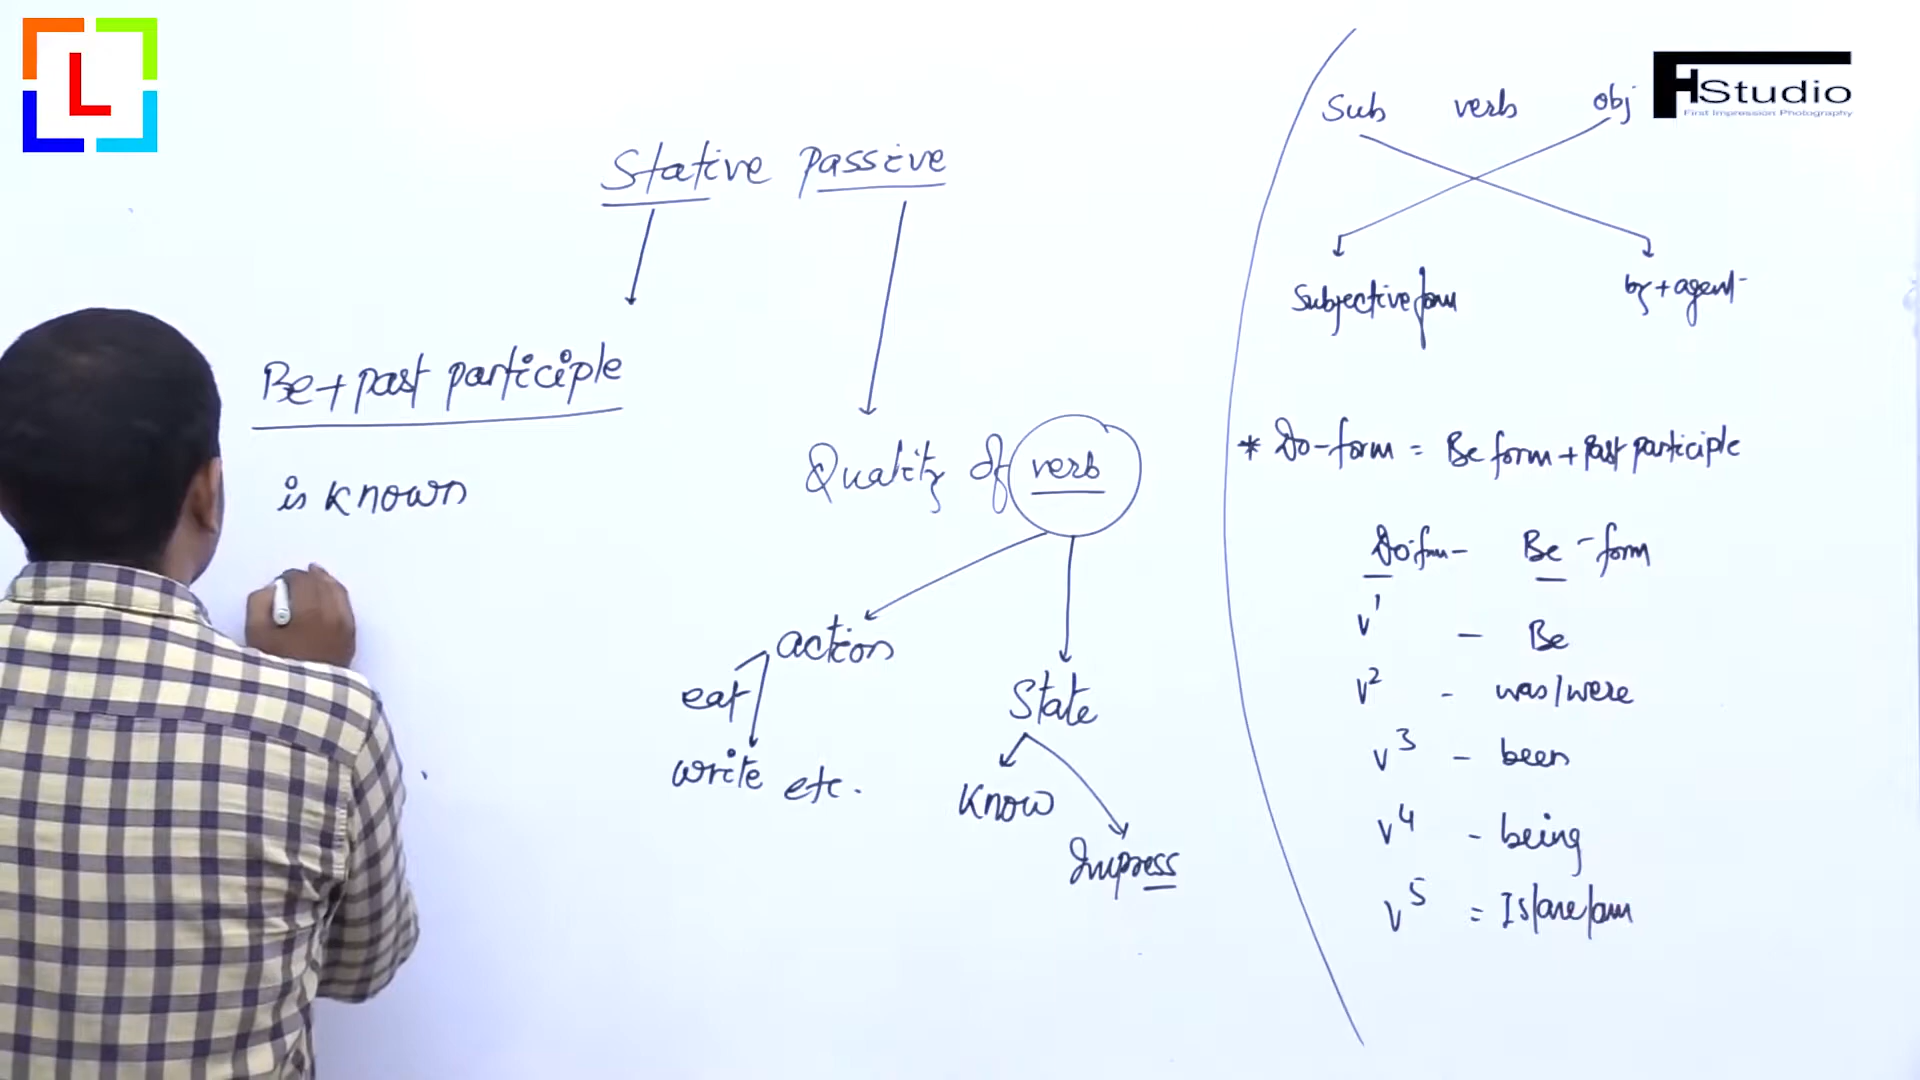 L
HStudio
First Impression Photography
Stative passive
Be + past participle
is known
Quality of verb
action
eat
write etc.
State
Know
Impress
Sub verb obj
Subjective form
by + agent
* Do-form = Be form + Past participle
Do-form - Be - form
V1 - Be
V2 - was/were
V3 - been
V4 - being
V5 = Is/are/am